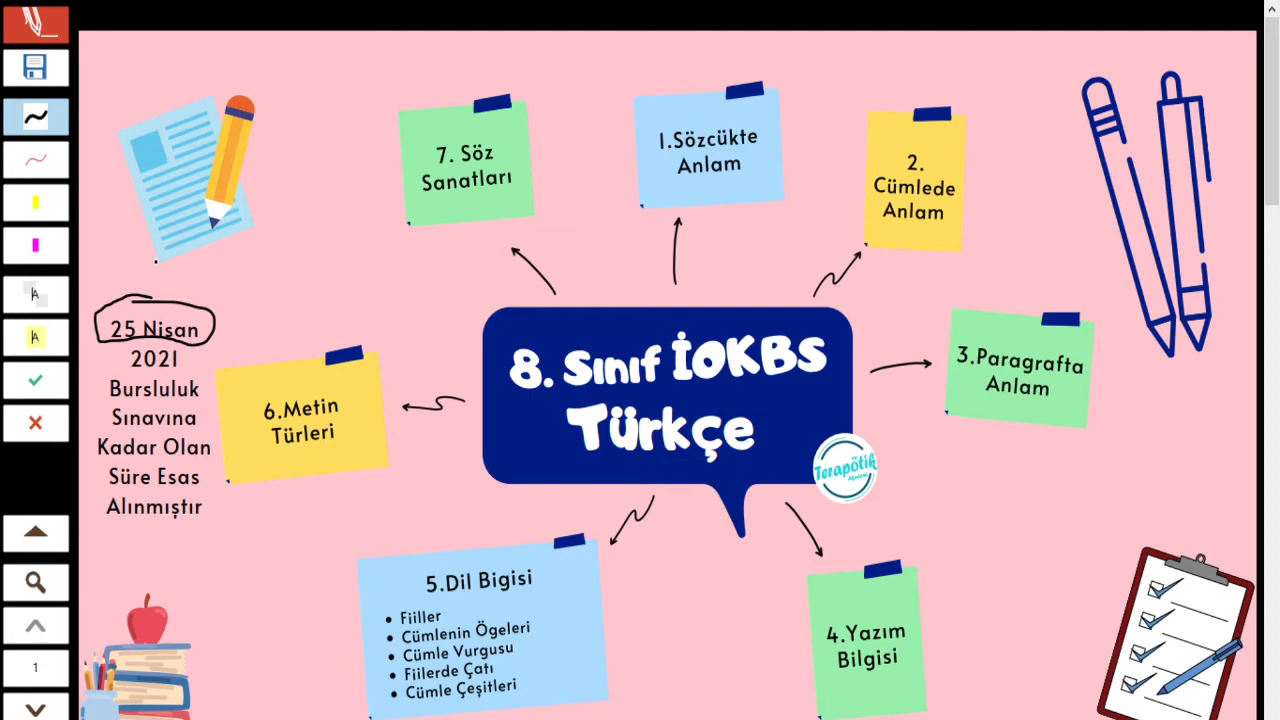 8. Sınıf İOKBS
Türkçe
Terapötik
Akademi
1.Sözcükte
Anlam
2.
Cümlede
Anlam
3.Paragrafta
Anlam
4.Yazım
Bilgisi
5.Dil Bigisi
• Fiiller
• Cümlenin Ögeleri
• Cümle Vurgusu
• Fiilerde Çatı
• Cümle Çeşitleri
6.Metin
Türleri
7. Söz
Sanatları
25 Nisan
2021
Bursluluk
Sınavına
Kadar Olan
Süre Esas
Alınmıştır
A
A
1